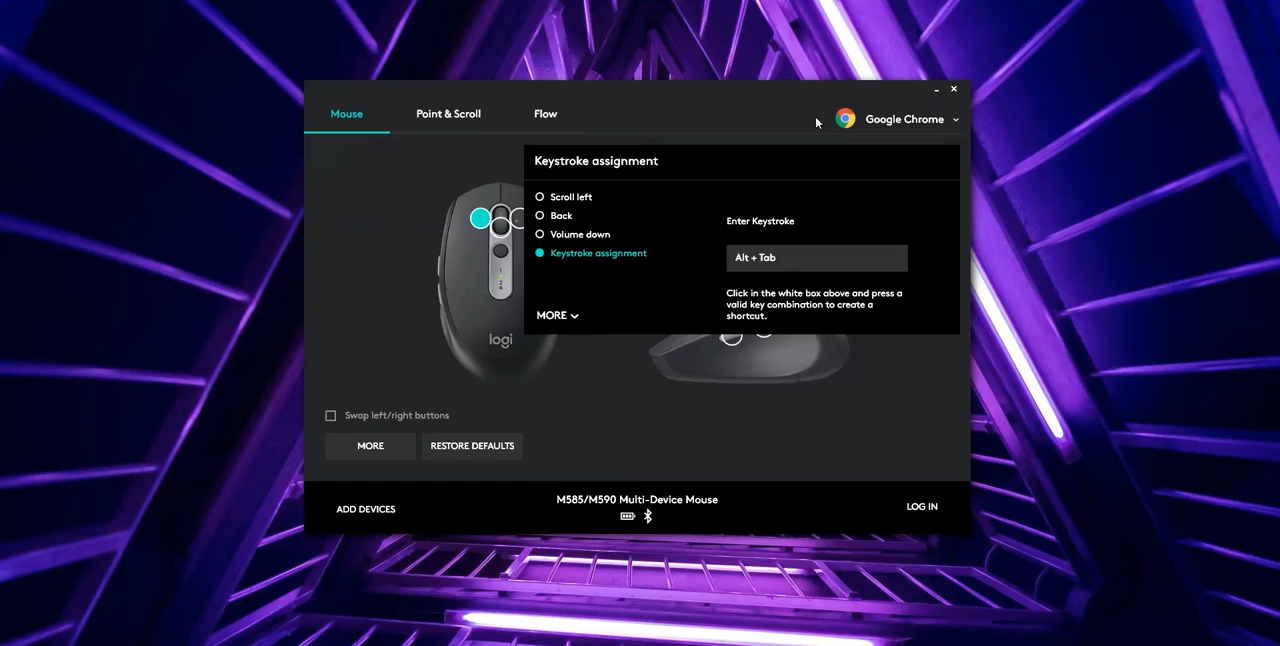 Mouse
Point & Scroll
Flow
Google Chrome
Keystroke assignment
Scroll left
Back
Volume down
Keystroke assignment
MORE
Enter Keystroke
Alt + Tab
Click in the white box above and press a
valid key combination to create a
shortcut.
logi
Swap left/right buttons
MORE
RESTORE DEFAULTS
ADD DEVICES
M585/M590 Multi-Device Mouse
LOG IN